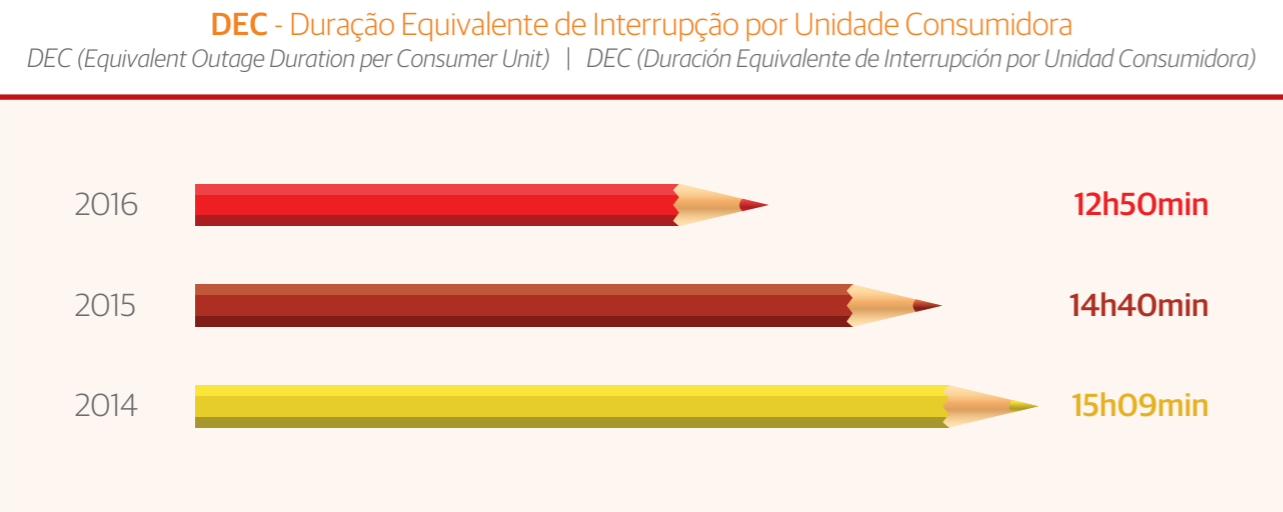 DEC - Duração Equivalente de Interrupção por Unidade Consumidora
DEC (Equivalent Outage Duration per Consumer Unit) | DEC (Duración Equivalente de Interrupción por Unidad Consumidora)
2016 12h50min
2015 14h40min
2014 15h09min